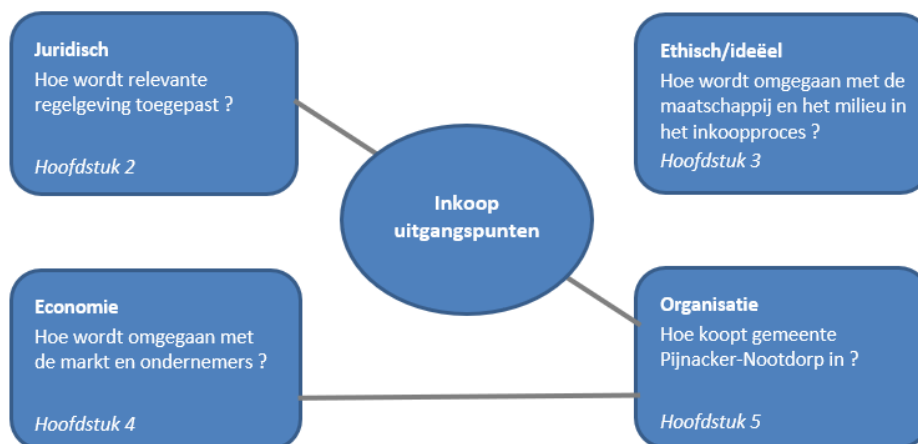 Juridisch
Hoe wordt relevante
regelgeving toegepast ?
Hoofdstuk 2
Ethisch/ideëel
Hoe wordt omgegaan met de
maatschappij en het milieu in
het inkoopproces ?
Hoofdstuk 3
Inkoop
uitgangspunten
Economie
Hoe wordt omgegaan met
de markt en ondernemers ?
Hoofdstuk 4
Organisatie
Hoe koopt gemeente
Pijnacker-Nootdorp in ?
Hoofdstuk 5